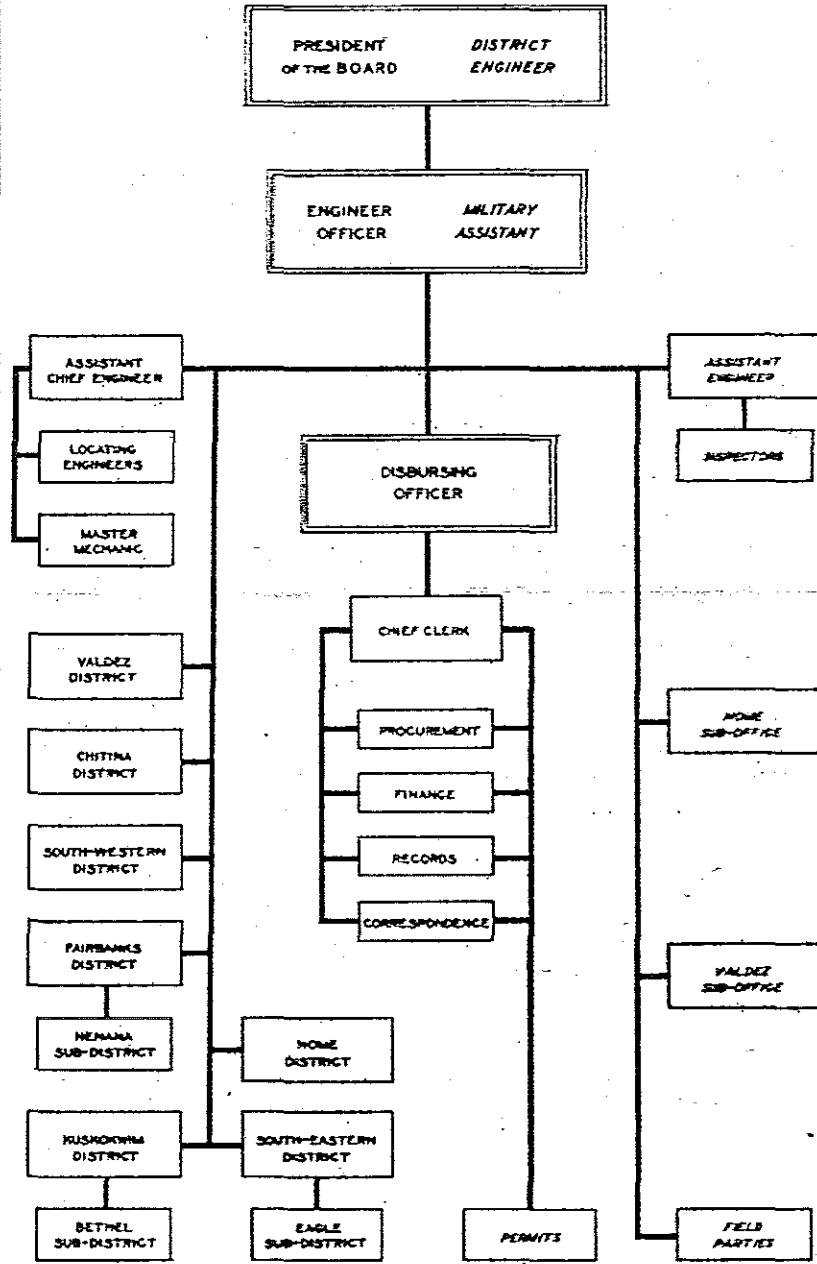 PRESIDENT
OF THE BOARD
DISTRICT
ENGINEER
ENGINEER
OFFICER
MILITARY
ASSISTANT
ASSISTANT
CHIEF ENGINEER
LOCATING
ENGINEERS
MASTER
MECHANIC
ASSISTANT
ENGINEER
INSPECTORS
DISBURSING
OFFICER
CHIEF CLERK
PROCUREMENT
FINANCE
RECORDS
CORRESPONDENCE
VALDEZ
DISTRICT
CHITINA
DISTRICT
SOUTH-WESTERN
DISTRICT
FAIRBANKS
DISTRICT
NENANA
SUB-DISTRICT
NOME
DISTRICT
KUSKOKWIM
DISTRICT
SOUTH-EASTERN
DISTRICT
BETHEL
SUB-DISTRICT
EAGLE
SUB-DISTRICT
PERMITS
NOME
SUB-OFFICE
VALDEZ
SUB-OFFICE
FIELD
PARTIES